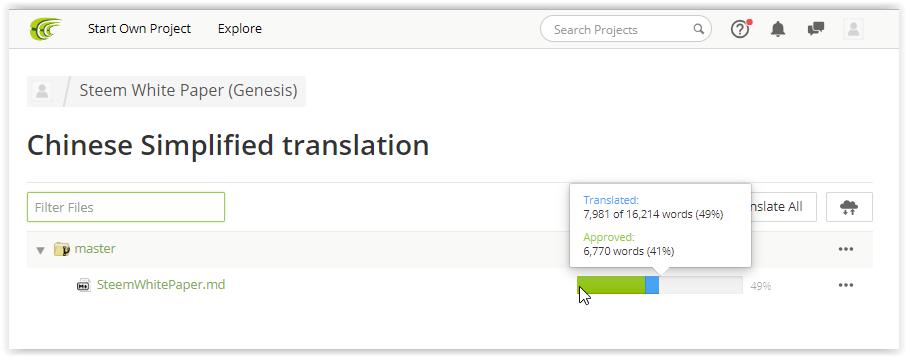 Start Own Project Explore Search Projects
Steem White Paper (Genesis)
Chinese Simplified translation
Translated:
7,981 of 16,214 words (49%)
Approved:
6,770 words (41%)
Filter Files
nslate All
master
SteemWhitePaper.md 49%